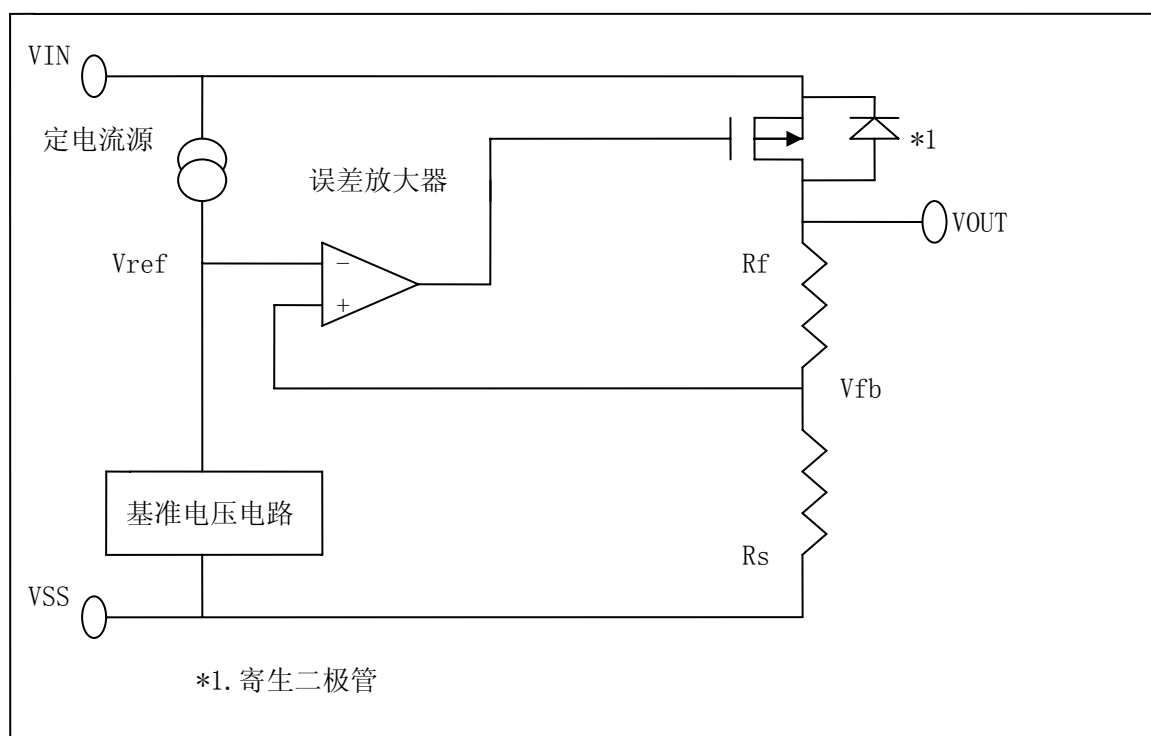 VIN
定电流源
*1
误差放大器
VOUT
Vref
Rf
−
+
Vfb
基准电压电路
Rs
VSS
*1.寄生二极管